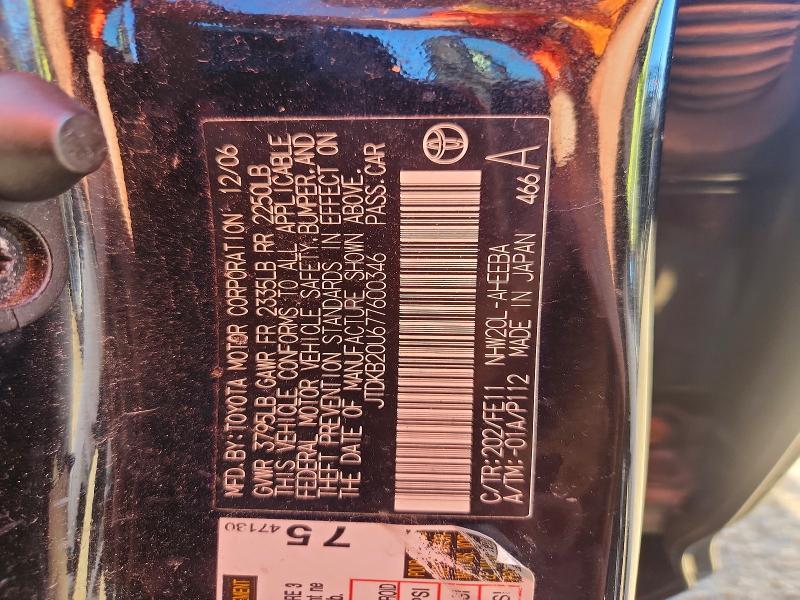 MFD. BY: TOYOTA MOTOR CORPORATION 12/06
GVWR 3795LB GAWR FR 2335LB RR 2250LB
THIS VEHICLE CONFORMS TO ALL APPLICABLE
FEDERAL MOTOR VEHICLE SAFETY, BUMPER, AND
THEFT PREVENTION STANDARDS IN EFFECT ON
THE DATE OF MANUFACTURE SHOWN ABOVE.
JTDKB20U677600346 PASS. CAR
C/TR: 202/FE11 NHW20L-AHEEBA
A/TM: -01A/P112 MADE IN JAPAN 466 A
75
47130